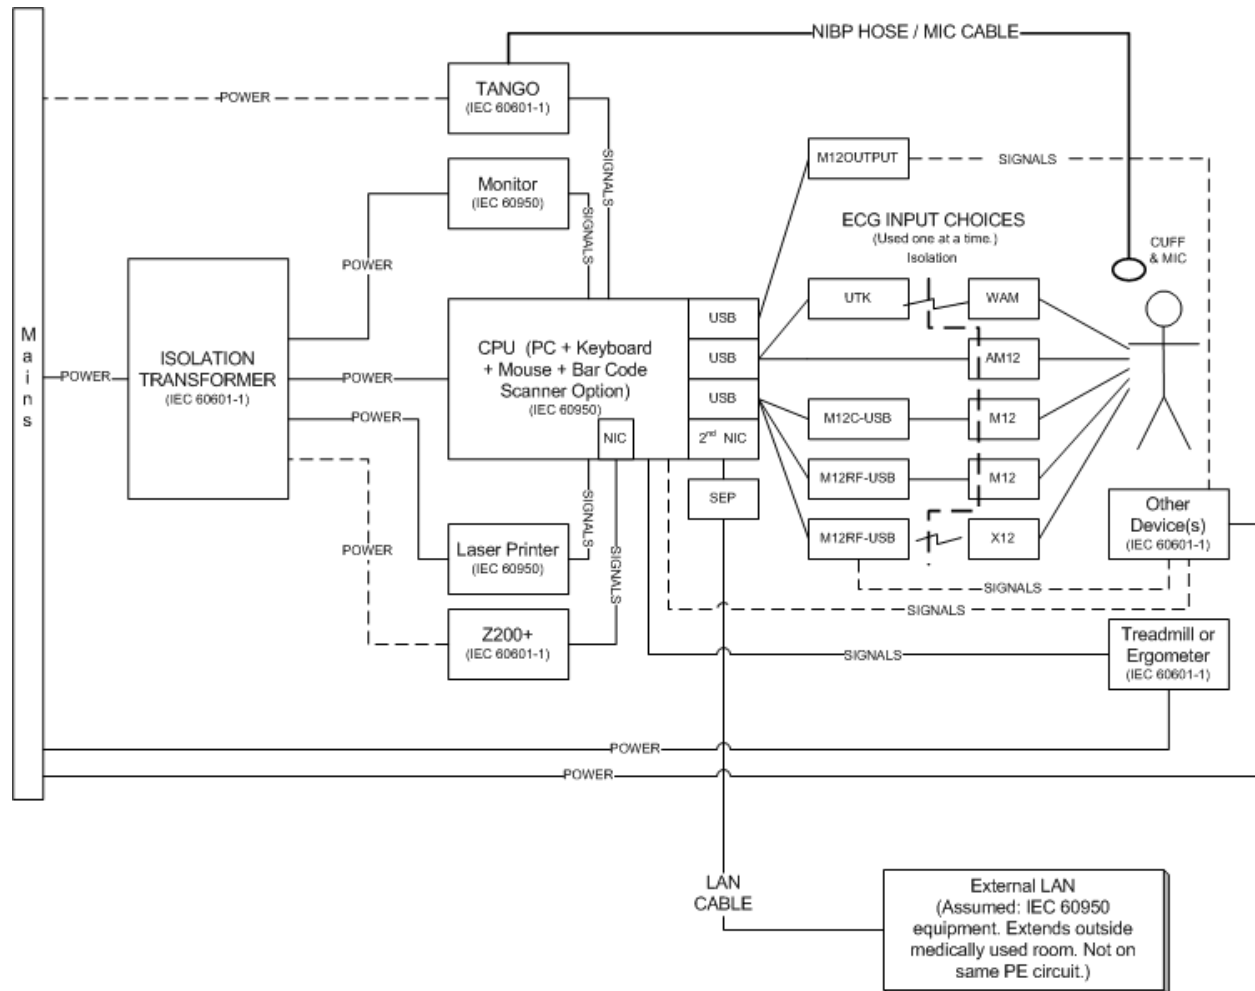 NIBP HOSE / MIC CABLE
TANGO
(IEC 60601-1)
POWER
SIGNALS
M12OUTPUT
SIGNALS
Monitor
(IEC 60950)
SIGNALS
ECG INPUT CHOICES
(Used one at a time.)
Isolation
CUFF
& MIC
POWER
Mains
POWER
ISOLATION
TRANSFORMER
(IEC 60601-1)
POWER
CPU (PC + Keyboard
+ Mouse + Bar Code
Scanner Option)
(IEC 60950)
NIC
USB
USB
USB
2nd NIC
SEP
UTK
WAM
AM12
M12C-USB
M12
M12RF-USB
M12
M12RF-USB
X12
POWER
POWER
SIGNALS
SIGNALS
Laser Printer
(IEC 60950)
Z200+
(IEC 60601-1)
Other
Device(s)
(IEC 60601-1)
SIGNALS
SIGNALS
SIGNALS
Treadmill or
Ergometer
(IEC 60601-1)
POWER
POWER
LAN
CABLE
External LAN
(Assumed: IEC 60950
equipment. Extends outside
medically used room. Not on
same PE circuit.)